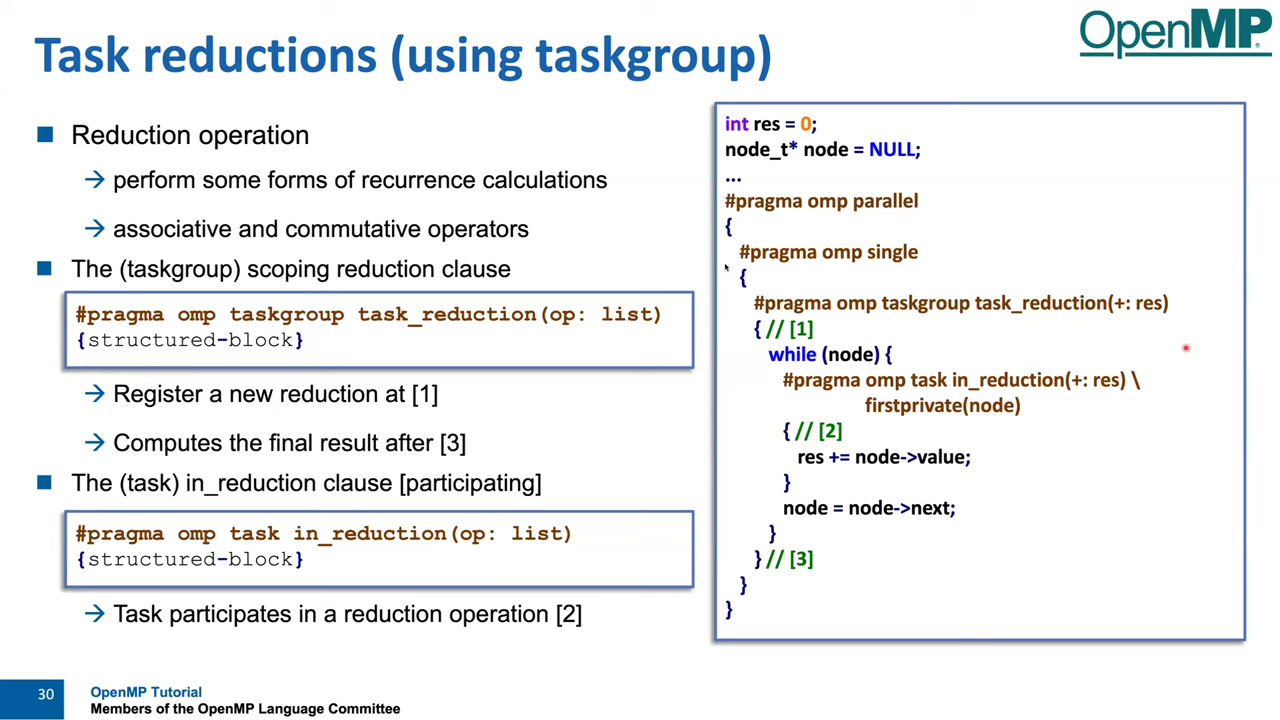 Task reductions (using taskgroup)
OpenMP
■ Reduction operation
→ perform some forms of recurrence calculations
→ associative and commutative operators
■ The (taskgroup) scoping reduction clause
#pragma omp taskgroup task_reduction(op: list)
{structured-block}
→ Register a new reduction at [1]
→ Computes the final result after [3]
■ The (task) in_reduction clause [participating]
#pragma omp task in_reduction(op: list)
{structured-block}
→ Task participates in a reduction operation [2]
int res = 0;
node_t* node = NULL;
...
#pragma omp parallel
{
#pragma omp single
{
#pragma omp taskgroup task_reduction(+: res)
{ // [1]
while (node) {
#pragma omp task in_reduction(+: res) \
firstprivate(node)
{ // [2]
res += node->value;
}
node = node->next;
}
} // [3]
}
}
30
OpenMP Tutorial
Members of the OpenMP Language Committee